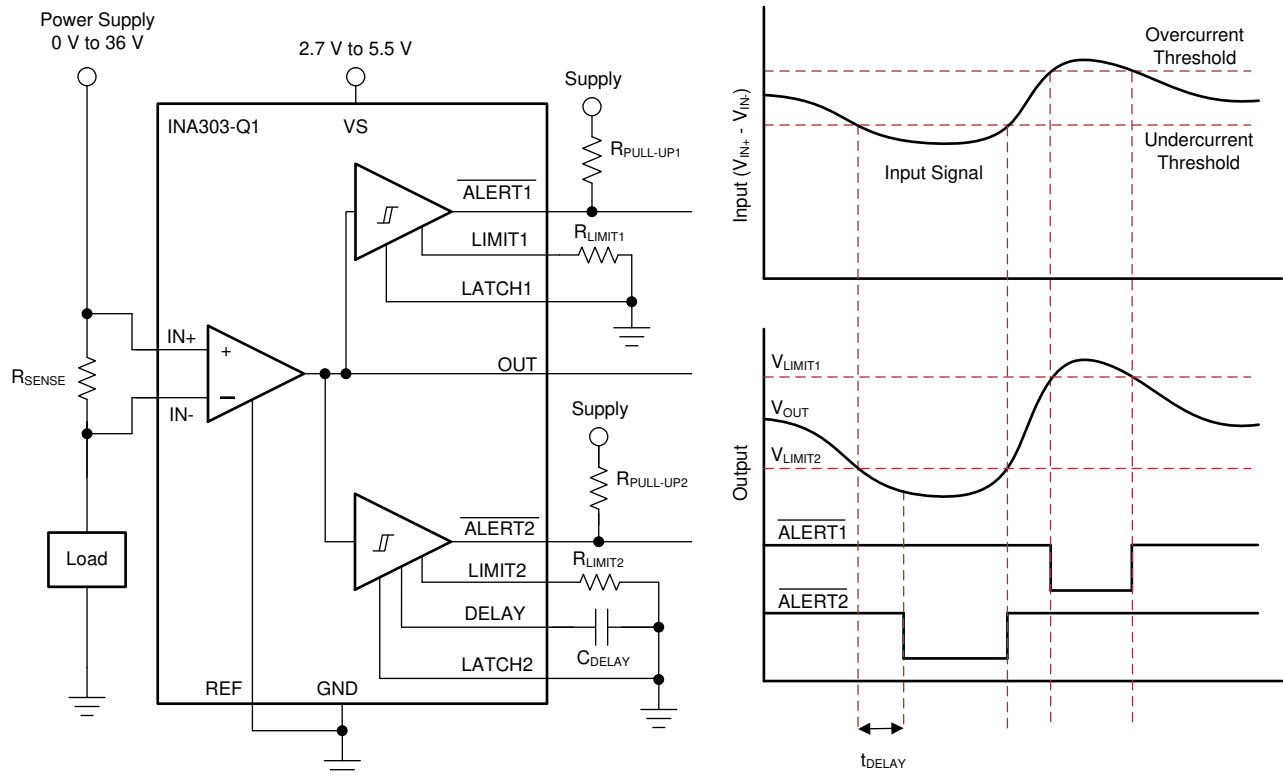 Power Supply
0 V to 36 V
2.7 V to 5.5 V
Supply
INA303-Q1
VS
RPULL-UP1
ALERT1
LIMIT1
RLIMIT1
LATCH1
IN+
+
OUT
RSENSE
IN-
−
Supply
RPULL-UP2
ALERT2
RLIMIT2
LIMIT2
Load
DELAY
CDELAY
LATCH2
REF
GND
Input (VIN+ - VIN-)
Overcurrent
Threshold
Undercurrent
Threshold
Input Signal
Output
VLIMIT1
VOUT
VLIMIT2
ALERT1
ALERT2
tDELAY